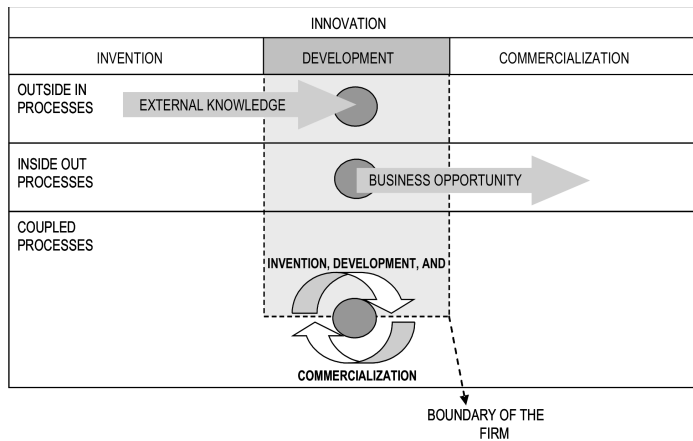 INNOVATION
INVENTION
DEVELOPMENT
COMMERCIALIZATION
OUTSIDE IN
PROCESSES
EXTERNAL KNOWLEDGE
INSIDE OUT
PROCESSES
BUSINESS OPPORTUNITY
COUPLED
PROCESSES
INVENTION, DEVELOPMENT, AND
COMMERCIALIZATION
BOUNDARY OF THE
FIRM